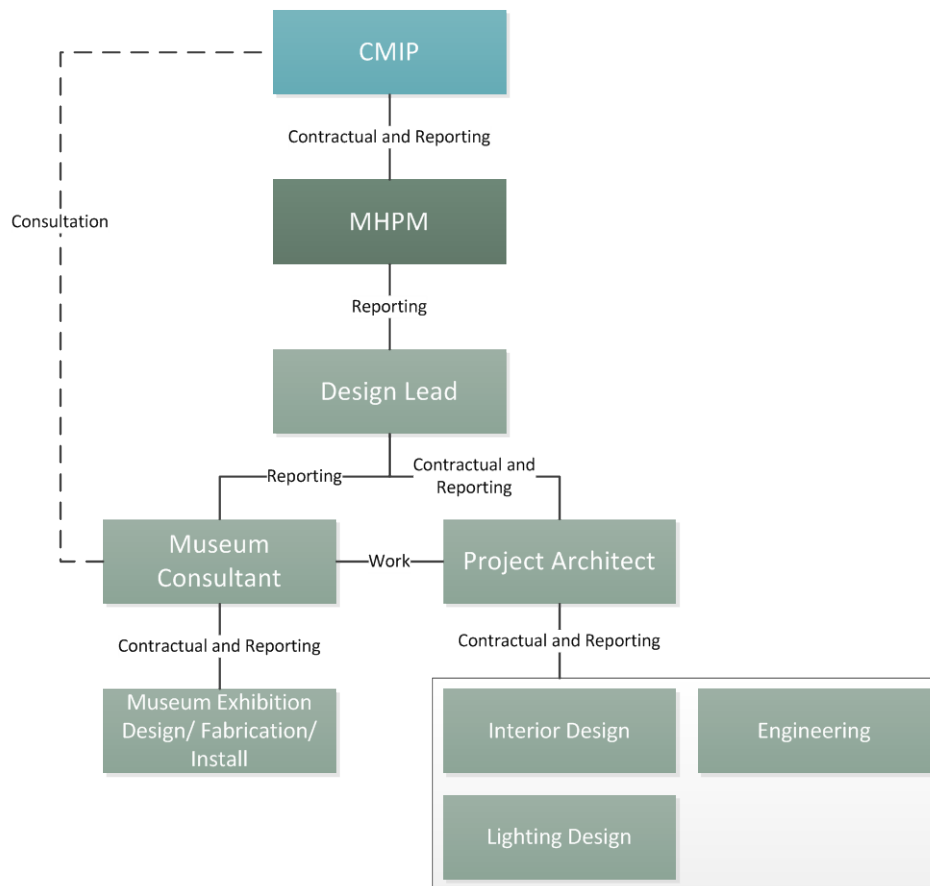 CMIP
Contractual and Reporting
Consultation
MHPM
Reporting
Design Lead
Reporting
Contractual and
Reporting
Museum
Consultant
Work
Project Architect
Contractual and Reporting
Contractual and Reporting
Museum Exhibition
Design/ Fabrication/
Install
Interior Design
Engineering
Lighting Design